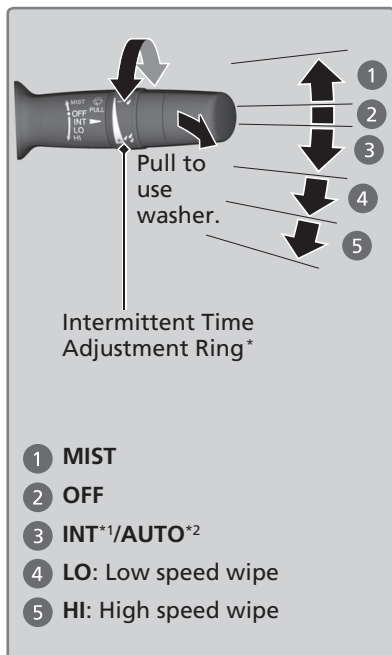 MIST
OFF
INT
LO
HI
PULL
1
2
3
4
5
Pull to
use
washer.
Intermittent Time
Adjustment Ring*
1 MIST
2 OFF
3 INT*1/AUTO*2
4 LO: Low speed wipe
5 HI: High speed wipe